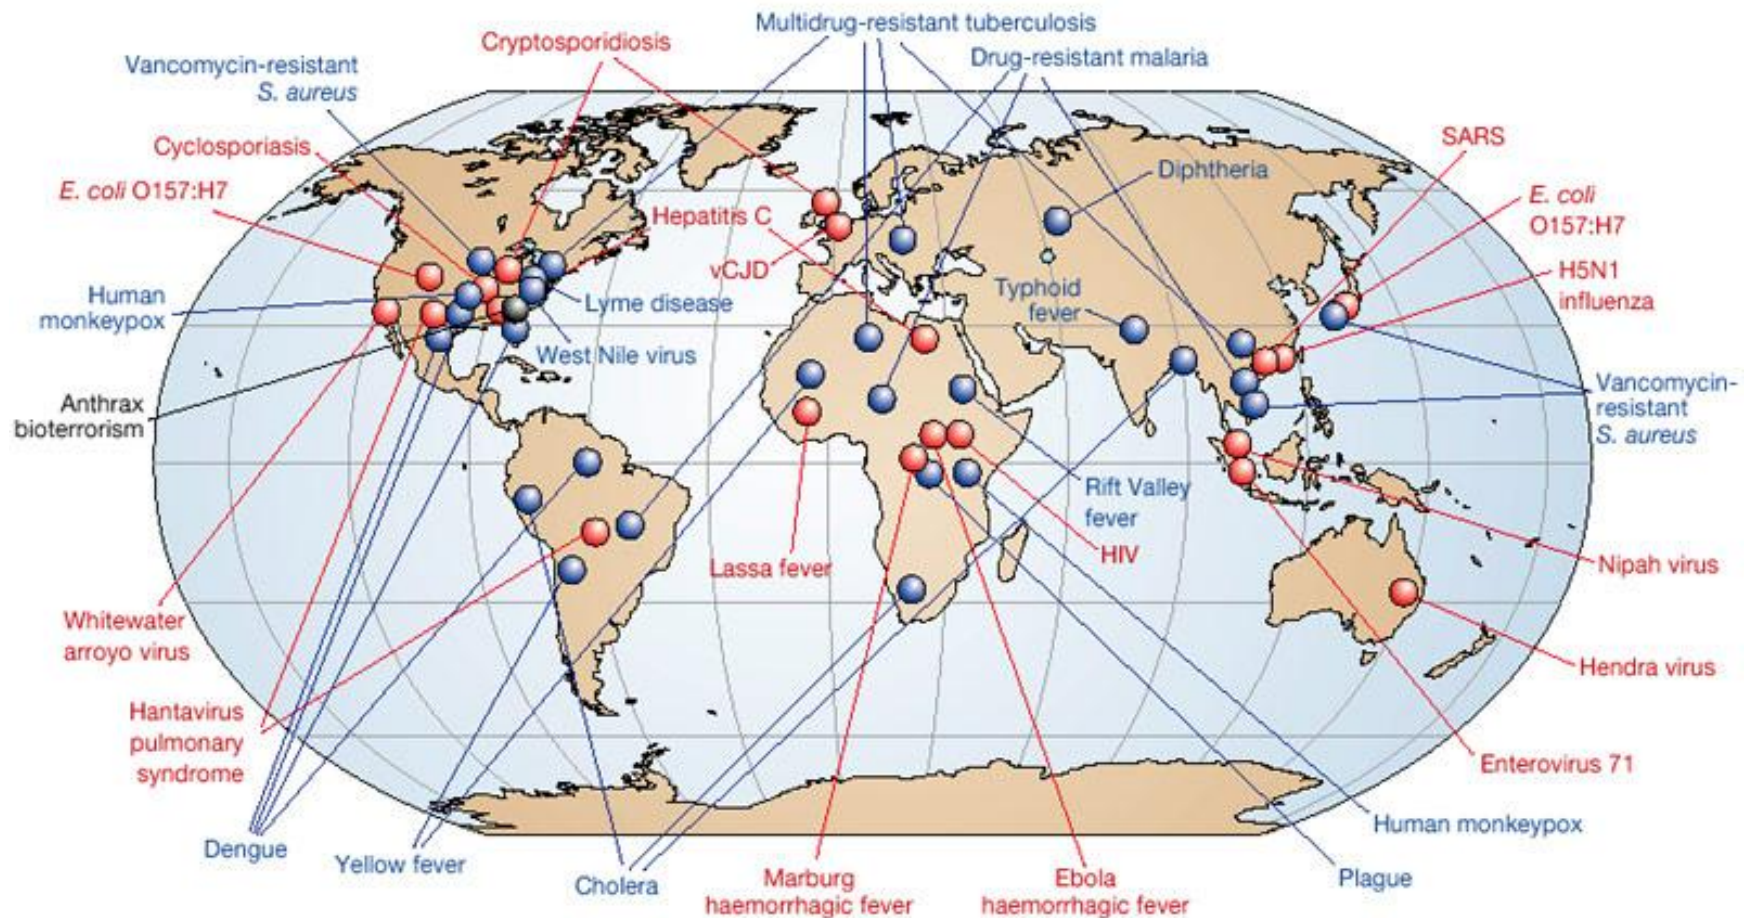 Multidrug-resistant tuberculosis
Cryptosporidiosis
Drug-resistant malaria
Vancomycin-resistant
S. aureus
Cyclosporiasis
SARS
E. coli O157:H7
Diphtheria
E. coli
O157:H7
Hepatitis C
vCJD
H5N1
influenza
Human
monkeypox
Lyme disease
Typhoid
fever
West Nile virus
Anthrax
bioterrorism
Vancomycin-
resistant
S. aureus
Rift Valley
fever
HIV
Lassa fever
Nipah virus
Whitewater
arroyo virus
Hendra virus
Hantavirus
pulmonary
syndrome
Enterovirus 71
Human monkeypox
Dengue
Yellow fever
Cholera
Marburg
haemorrhagic fever
Ebola
haemorrhagic fever
Plague